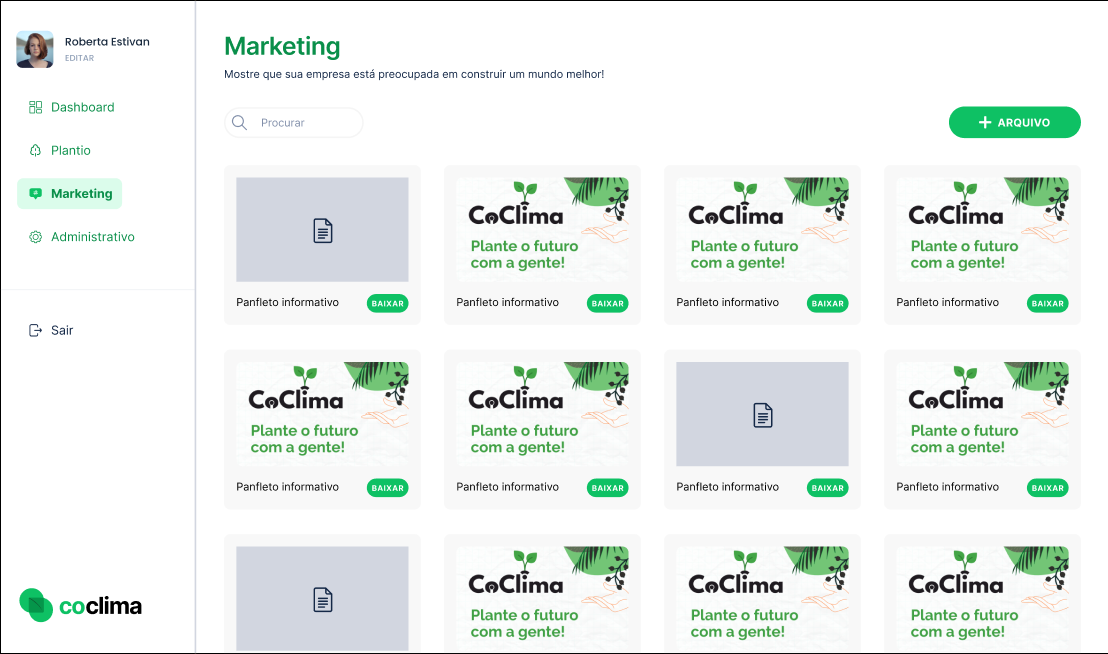 Roberta Estivan
EDITAR
Dashboard
Plantio
Marketing
Administrativo
Sair
coclima
Marketing
Mostre que sua empresa está preocupada em construir um mundo melhor!
Procurar
+ ARQUIVO
CoClima
Plante o futuro
com a gente!
CoClima
Plante o futuro
com a gente!
CoClima
Plante o futuro
com a gente!
Panfleto informativo BAIXAR
Panfleto informativo BAIXAR
Panfleto informativo BAIXAR
Panfleto informativo BAIXAR
CoClima
Plante o futuro
com a gente!
CoClima
Plante o futuro
com a gente!
CoClima
Plante o futuro
com a gente!
Panfleto informativo BAIXAR
Panfleto informativo BAIXAR
Panfleto informativo BAIXAR
Panfleto informativo BAIXAR
CoClima
Plante o futuro
com a gente!
CoClima
Plante o futuro
com a gente!
CoClima
Plante o futuro
com a gente!